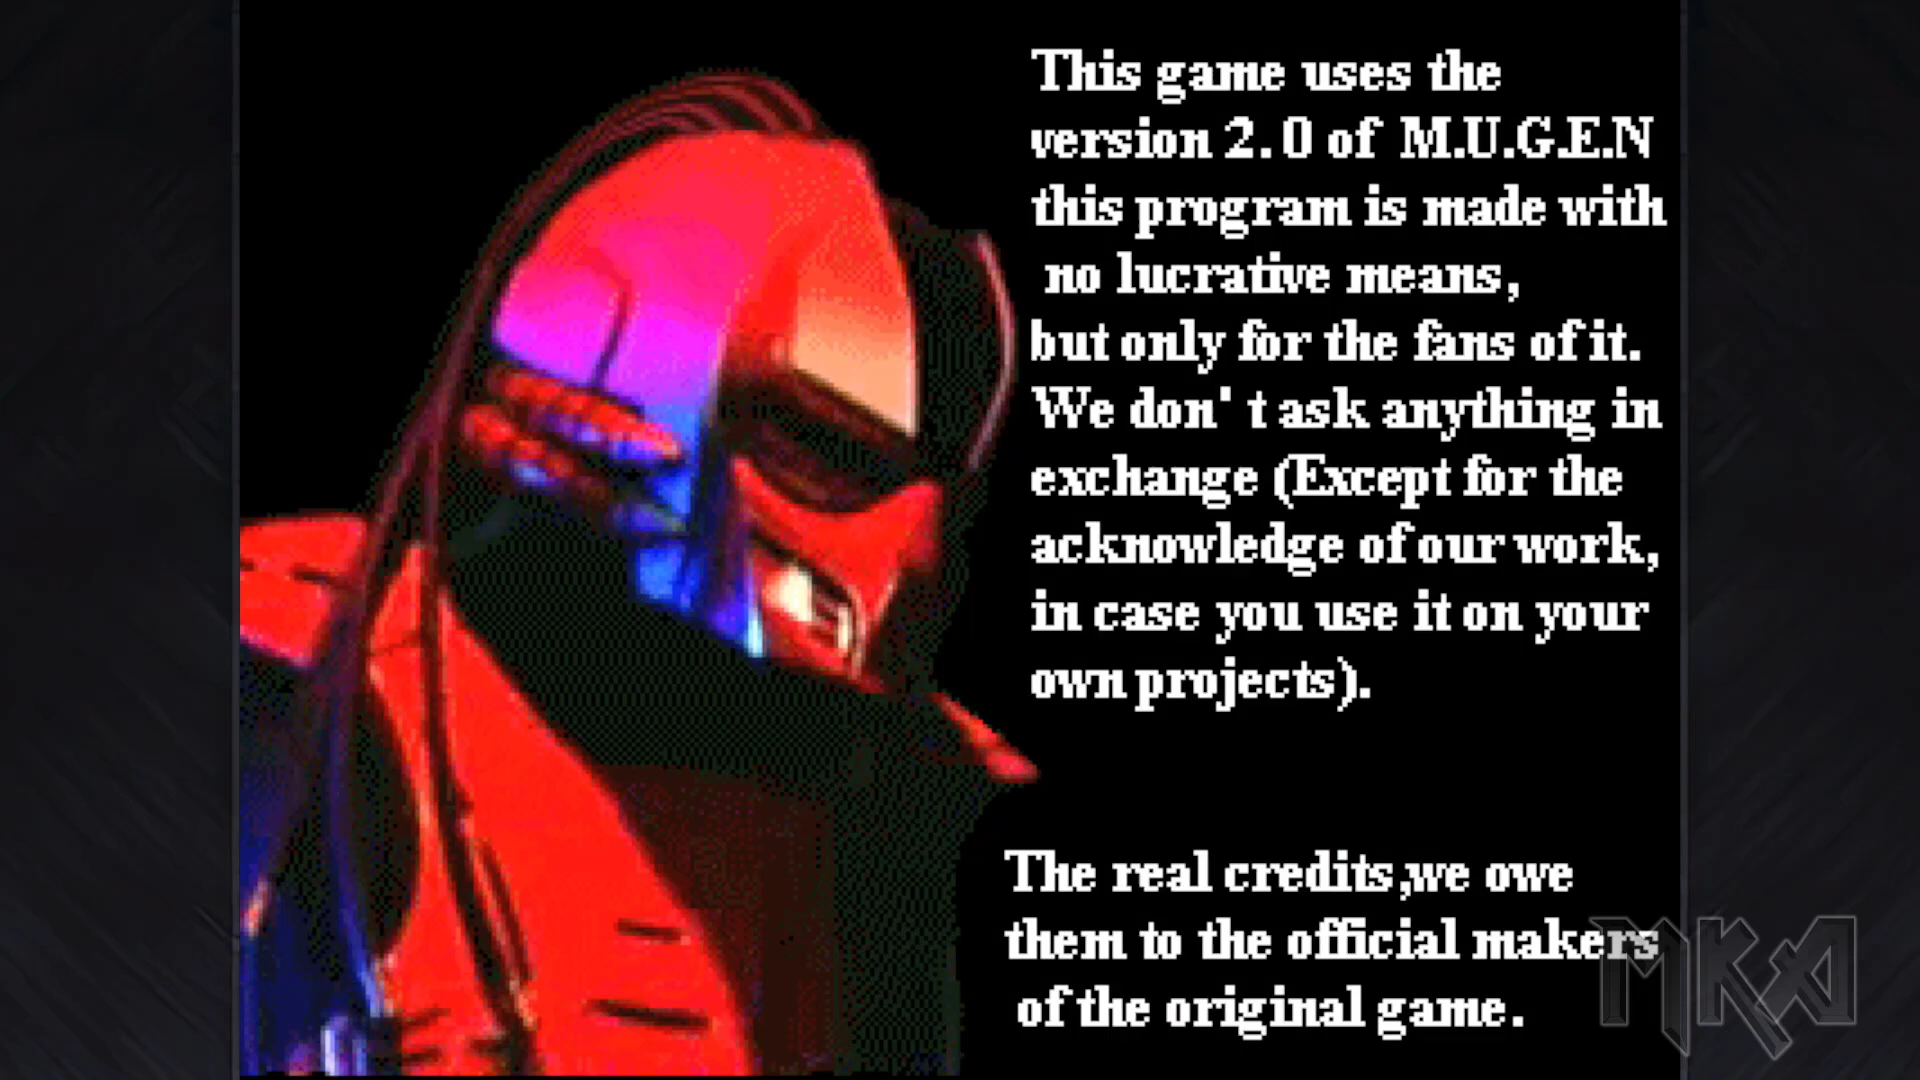 This game uses the
version 2.0 of M.U.G.E.N
this program is made with
no lucrative means,
but only for the fans of it.
We don't ask anything in
exchange (Except for the
acknowledge of our work,
in case you use it on your
own projects).
The real credits,we owe
them to the official makers
of the original game.
MKA